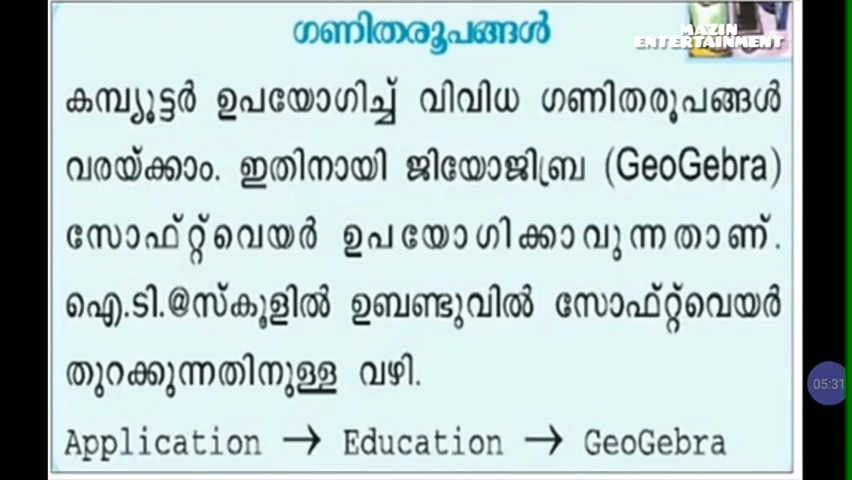 ഗണിതരൂപങ്ങൾ
MAZIN
ENTERTAINMENT
കമ്പ്യൂട്ടർ ഉപയോഗിച്ച് വിവിധ ഗണിതരൂപങ്ങൾ
വരയ്ക്കാം. ഇതിനായി ജിയോജിബ്ര (GeoGebra)
സോഫ്റ്റ്‌വെയർ ഉപയോഗിക്കാവുന്നതാണ്.
ഐ.ടി.@സ്കൂളിൽ ഉബണ്ടുവിൽ സോഫ്റ്റ്‌വെയർ
തുറക്കുന്നതിനുള്ള വഴി.
05:31
Application → Education → GeoGebra